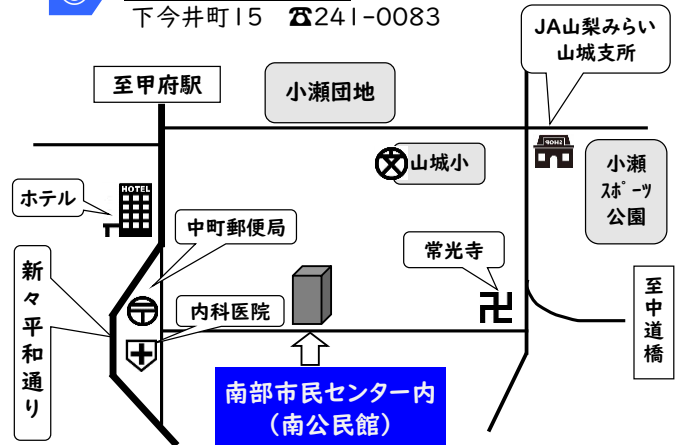 下今井町15 ☎241-0083
JA山梨みらい
山城支所
至甲府駅
小瀬団地
山城小
SHOP
小瀬
ｽﾎﾟｰﾂ
公園
HOTEL
ホテル
中町郵便局
常光寺
新々平和通り
内科医院
至中道橋
南部市民センター内
(南公民館)